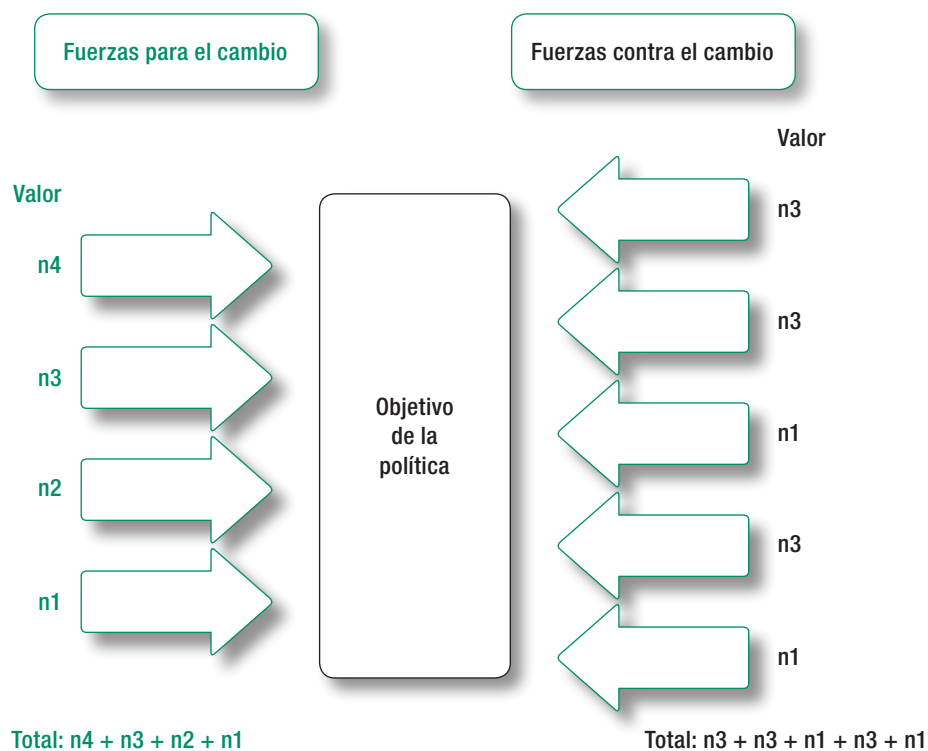 Fuerzas para el cambio
Fuerzas contra el cambio
Valor
n4
n3
n2
n1
Objetivo
de la
política
Valor
n3
n3
n1
n3
n1
Total: n4 + n3 + n2 + n1
Total: n3 + n3 + n1 + n3 + n1